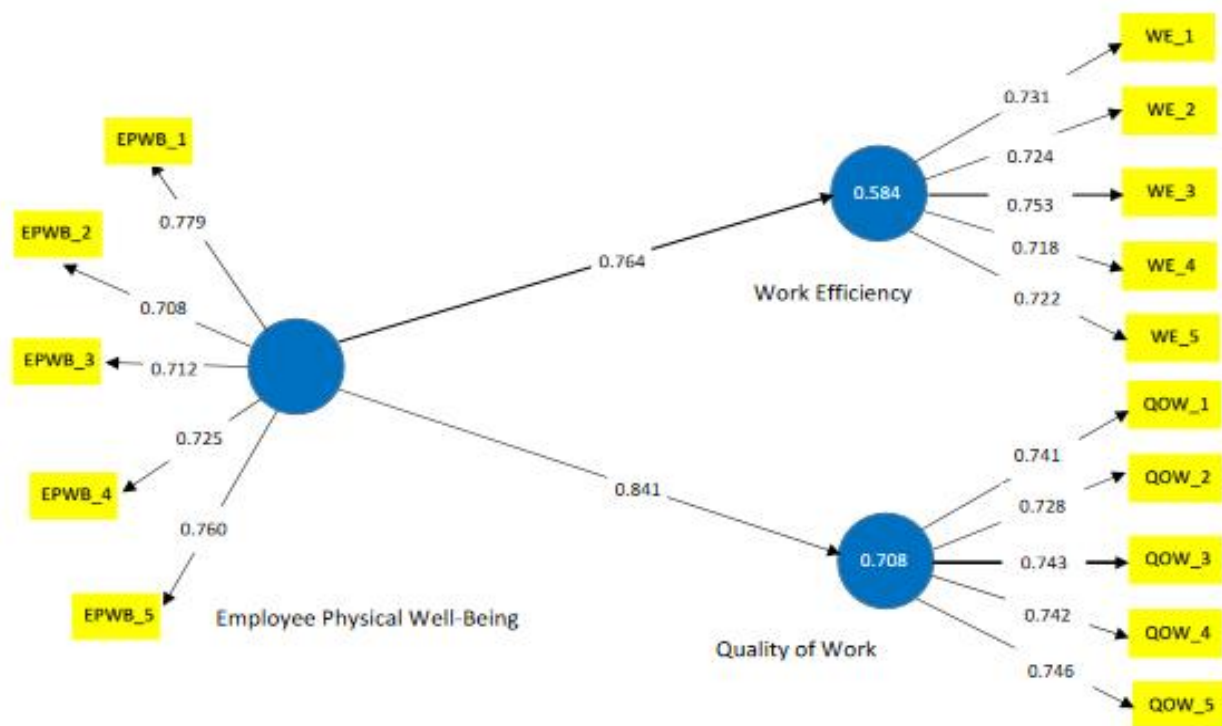 EPWB_1
EPWB_2
EPWB_3
EPWB_4
EPWB_5
0.779
0.708
0.712
0.725
0.760
Employee Physical Well-Being
0.764
0.841
0.584
Work Efficiency
0.708
Quality of Work
0.731
0.724
0.753
0.718
0.722
WE_1
WE_2
WE_3
WE_4
WE_5
0.741
0.728
0.743
0.742
0.746
QOW_1
QOW_2
QOW_3
QOW_4
QOW_5